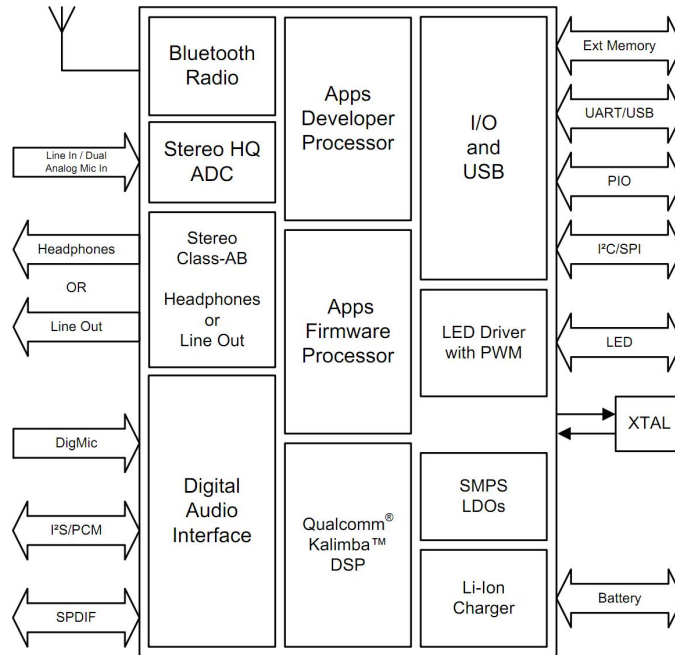 Bluetooth
Radio
Apps
Developer
Processor
I/O
and
USB
Ext Memory
UART/USB
PIO
I²C/SPI
Line In / Dual
Analog Mic In
Stereo HQ
ADC
Headphones
OR
Line Out
Stereo
Class-AB
Headphones
or
Line Out
Apps
Firmware
Processor
LED Driver
with PWM
LED
XTAL
DigMic
I²S/PCM
SPDIF
Digital
Audio
Interface
Qualcomm®
Kalimba™
DSP
SMPS
LDOs
Li-Ion
Charger
Battery